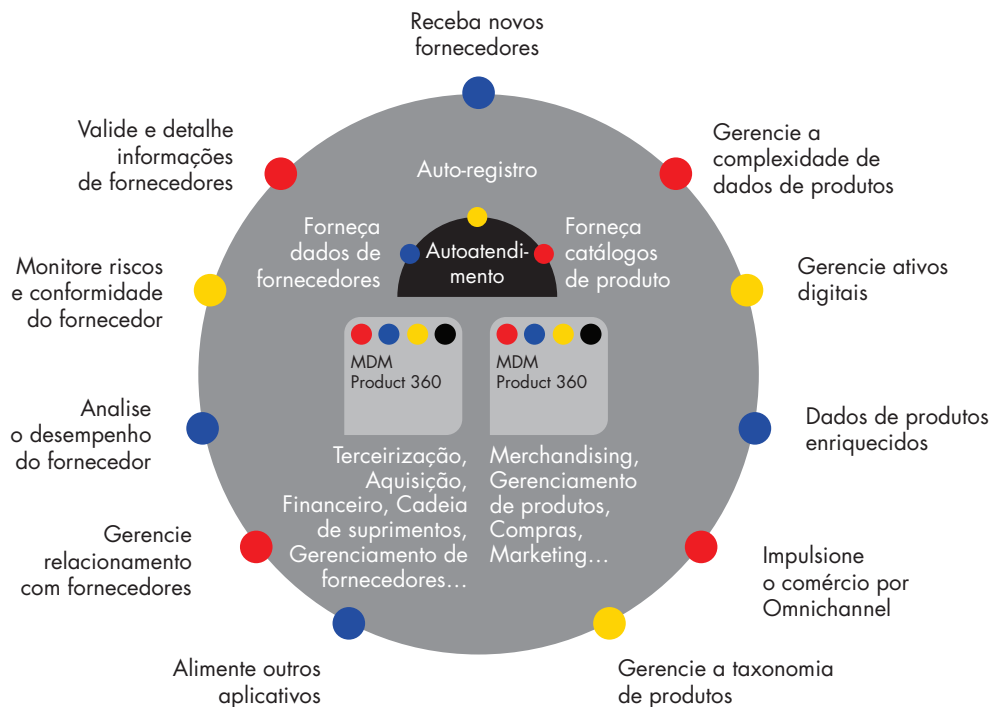 Receba novos
fornecedores
Valide e detalhe
informações
de fornecedores
Gerencie a
complexidade de
dados de produtos
Auto-registro
Forneça
dados de
fornecedores
Autoatendi-
mento
Forneça
catálogos
de produto
Monitore riscos
e conformidade
do fornecedor
Gerencie ativos
digitais
MDM
Product 360
MDM
Product 360
Analise
o desempenho
do fornecedor
Dados de produtos
enriquecidos
Terceirização,
Aquisição,
Financeiro, Cadeia
de suprimentos,
Gerenciamento de
fornecedores...
Merchandising,
Gerenciamento
de produtos,
Compras,
Marketing...
Gerencie
relacionamento
com fornecedores
Impulsione
o comércio por
Omnichannel
Alimente outros
aplicativos
Gerencie a taxonomia
de produtos